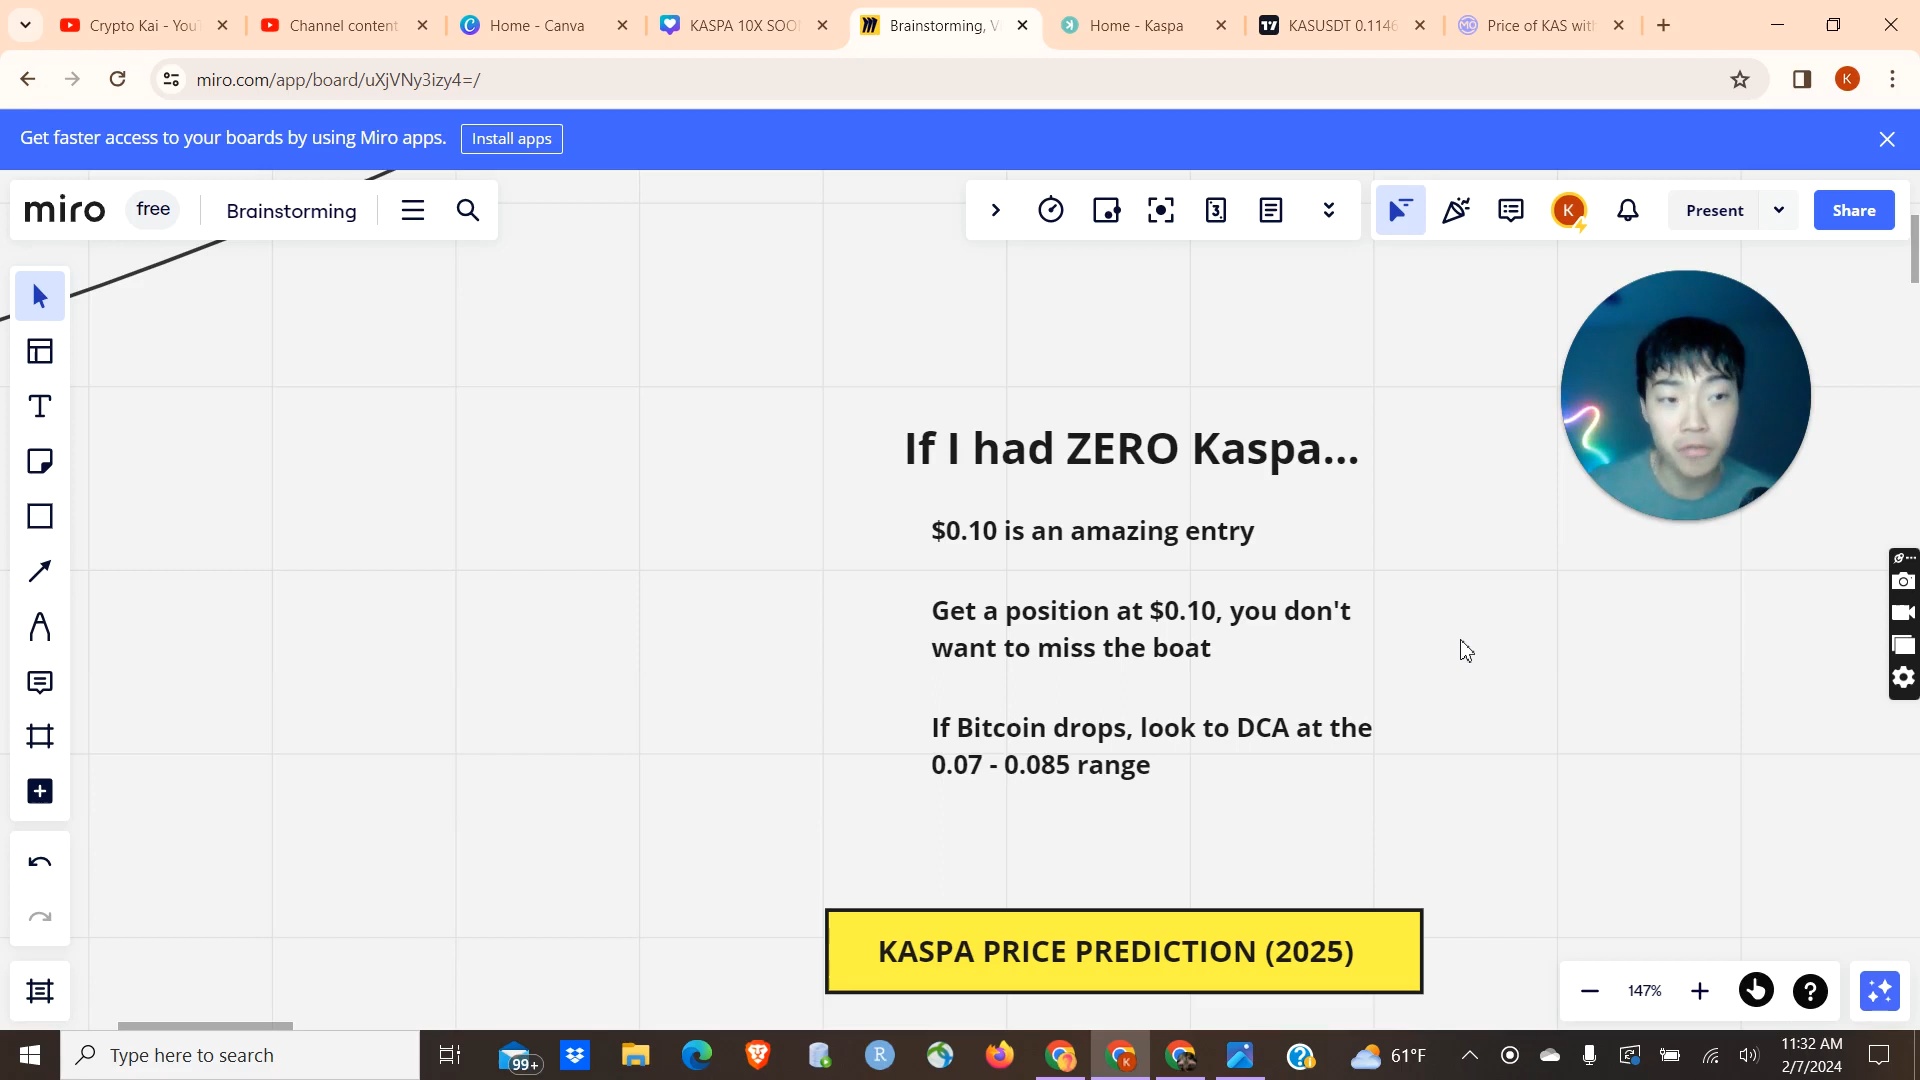 Crypto Kai - You
Channel content
Home - Canva
KASPA 10X SOO
Brainstorming, V
Home - Kaspa
KASUSDT 0.1146
Price of KAS with
miro.com/app/board/uXjVNy3izy4=/
K
Get faster access to your boards by using Miro apps.
Install apps
miro
free
Brainstorming
3
K
Present
Share
If I had ZERO Kaspa...
$0.10 is an amazing entry
Get a position at $0.10, you don't
want to miss the boat
If Bitcoin drops, look to DCA at the
0.07 - 0.085 range
KASPA PRICE PREDICTION (2025)
147%
Type here to search
99+
61°F
11:32 AM
2/7/2024